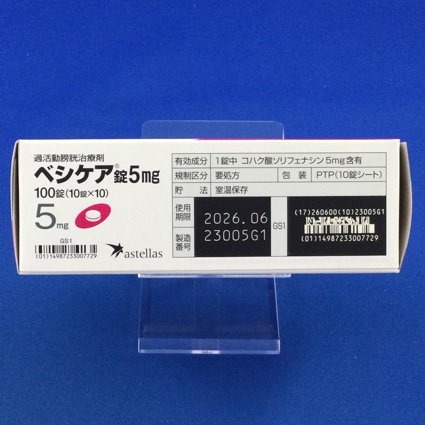 過活動膀胱治療剤
ベシケア®錠5mg
100錠(10錠×10)
5mg
GS1
(01)14987233007729
astellas
有効成分 1錠中 コハク酸ソリフェナシン5mg含有
規制区分 要処方 包装 PTP(10錠シート)
貯法 室温保存
使用期限 2026.06
製造番号 23005G1
GS1
(17)260600(10)23005G1
(01)14987233007729